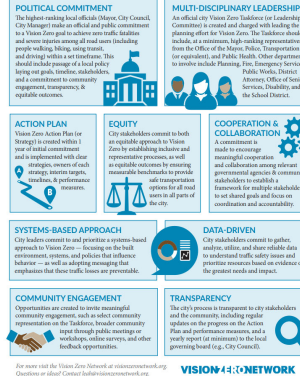 POLITICAL COMMITMENT
The highest-ranking local officials (Mayor, City Council,
City Manager) make an official and public commitment
to a Vision Zero goal to achieve zero traffic fatalities
and severe injuries among all road users (including
people walking, biking, using transit,
and driving) within a set timeframe. This
should include passage of a local policy
laying out goals, timeline, stakeholders,
and a commitment to community
engagement, transparency, &
equitable outcomes.
MULTI-DISCIPLINARY LEADERSHIP
An official city Vision Zero Taskforce (or Leadership
Committee) is created and charged with leading the
planning effort for Vision Zero. The Taskforce should
include, at a minimum, high-ranking representatives
from the Office of the Mayor, Police, Transportation
(or equivalent), and Public Health. Other departments
to involve include Planning, Fire, Emergency Services,
Public Works, District
Attorney, Office of Senior
Services, Disability, and
the School District.
ACTION PLAN
Vision Zero Action Plan (or
Strategy) is created within 1
year of initial commitment
and is implemented with clear
strategies, owners of each
strategy, interim targets,
timelines, & performance
measures.
A
B
EQUITY
City stakeholders commit to both
an equitable approach to Vision
Zero by establishing inclusive and
representative processes, as well
as equitable outcomes by ensuring
measurable benchmarks to provide
safe transportation
options for all road
users in all parts of
the city.
COOPERATION &
COLLABORATION
A commitment is
made to encourage
meaningful cooperation
and collaboration among relevant
governmental agencies & community
stakeholders to establish a
framework for multiple stakeholders
to set shared goals and focus on
coordination and accountability.
SYSTEMS-BASED APPROACH
City leaders commit to and prioritize a systems-based
approach to Vision Zero — focusing on the built
environment, systems, and policies that influence
behavior — as well as adopting messaging that
emphasizes that these traffic losses are preventable.
DATA-DRIVEN
City stakeholders commit to gather,
analyze, utilize, and share reliable data
to understand traffic safety issues and
prioritize resources based on evidence of
the greatest needs and impact.
COMMUNITY ENGAGEMENT
Opportunities are created to invite meaningful
community engagement, such as select community
representation on the Taskforce, broader community
input through public meetings or
workshops, online surveys, and other
feedback opportunities.
TRANSPARENCY
The city's process is transparent to city stakeholders
and the community, including regular
updates on the progress on the Action
Plan and performance measures, and a
yearly report (at minimum) to the local
governing board (e.g., City Council).
For more visit the Vision Zero Network at visionzeronetwork.org.
Questions or ideas? Contact leah@visionzeronetwork.org.
VISION ZERO NETWORK